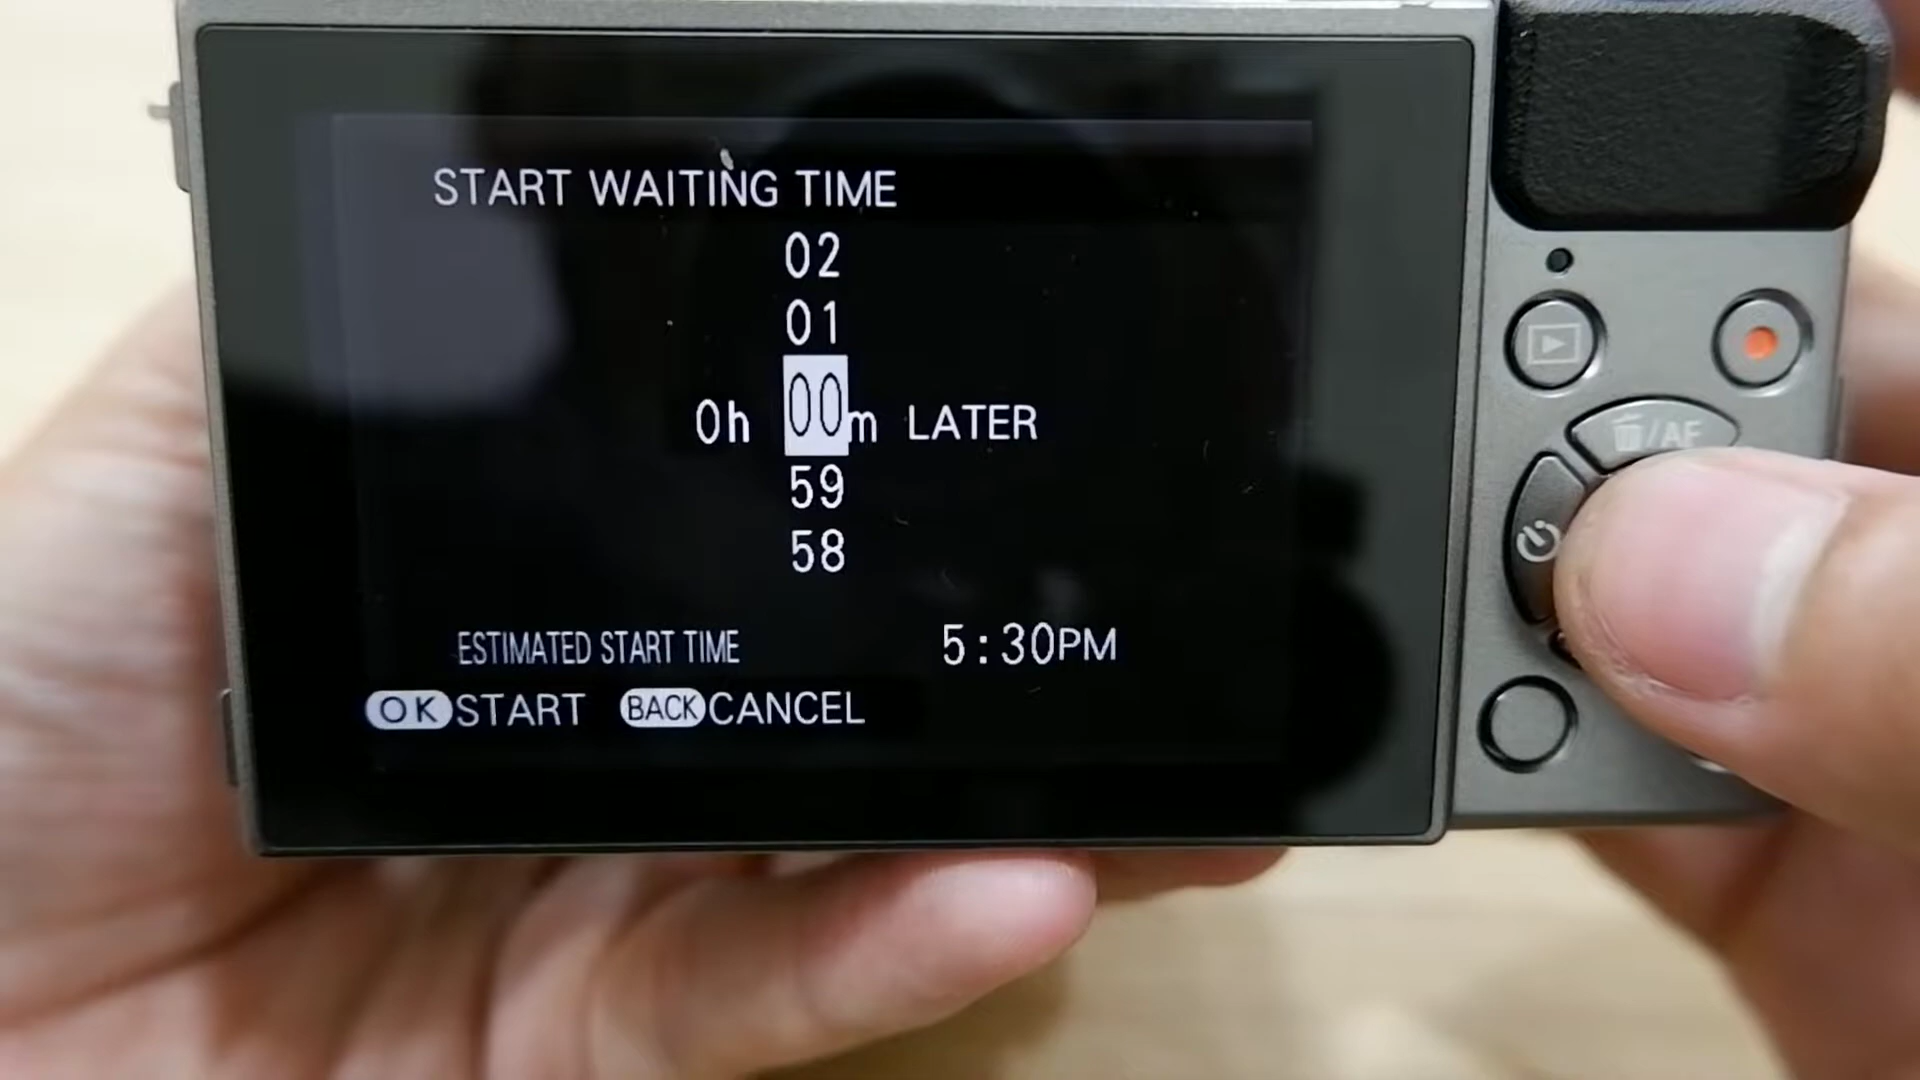 START WAITING TIME
02
01
0h 00m LATER
59
58
ESTIMATED START TIME 5:30PM
OK START BACK CANCEL
/AF